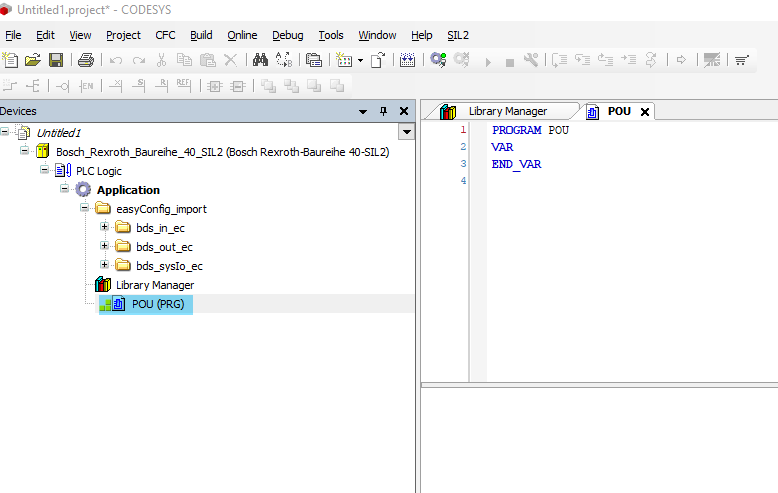 Untitled1.project* - CODESYS
File Edit View Project CFC Build Online Debug Tools Window Help SIL2
Devices
Library Manager POU
Untitled1
Bosch_Rexroth_Baureihe_40_SIL2 (Bosch Rexroth-Baureihe 40-SIL2)
PLC Logic
Application
easyConfig_import
bds_in_ec
bds_out_ec
bds_sysIo_ec
Library Manager
POU (PRG)
1 PROGRAM POU
2 VAR
3 END_VAR
4